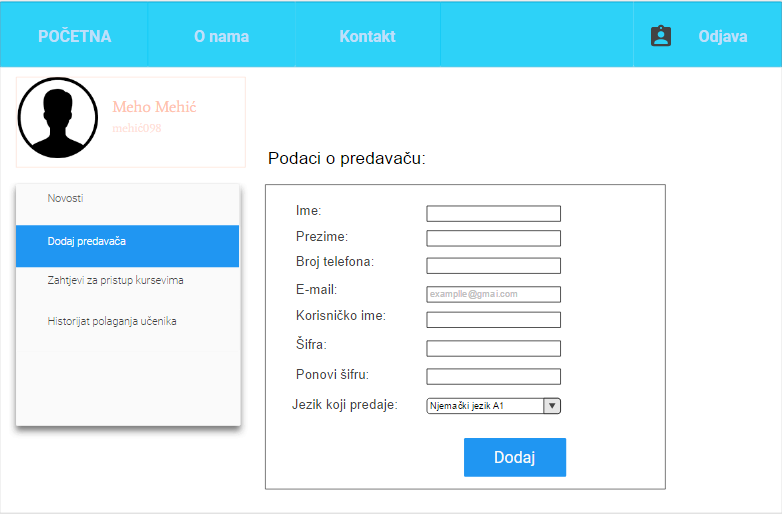 POČETNA
O nama
Kontakt
Odjava
Meho Mehić
mehić098
Novosti
Dodaj predavača
Zahtjevi za pristup kursevima
Historijat polaganja učenika
Podaci o predavaču:
Ime:
Prezime:
Broj telefona:
E-mail: examplle@gmai.com
Korisničko ime:
Šifra:
Ponovi šifru:
Jezik koji predaje: Njemački jezik A1
Dodaj